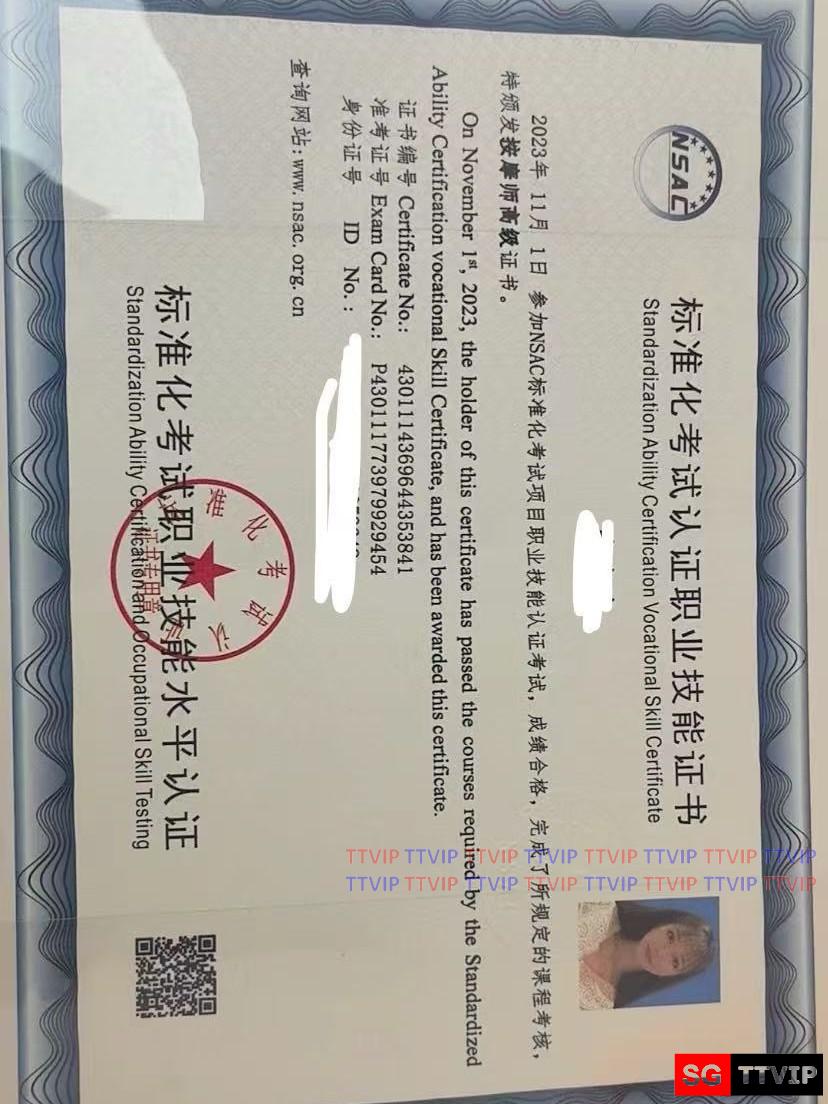 NSAC
标准化考试认证职业技能证书
Standardization Ability Certification Vocational Skill Certificate
2023年 11月 1日 参加NSAC标准化考试项目职业技能认证考试，成绩合格，完成了所规定的课程考核，
特颁发按摩师高级证书。
On November 1st, 2023, the holder of this certificate has passed the courses required by the Standardized
Ability Certification vocational Skill Certificate, and has been awarded this certificate.
证书编号 Certificate No.: 4301114369644353841
准考证号 Exam Card No.: P430111773979929454
身份证号 ID No.:
查询网站:www.nsac.org.cn
标准化考试职业技能水平认证
Standardization Ability Certification and Occupational Skill Testing
证书专用章
TTVIP TTVIP TTVIP TTVIP TTVIP TTVIP TTVIP TTVIP
TTVIP TTVIP TTVIP TTVIP TTVIP TTVIP TTVIP TTVIP
SG TTVIP